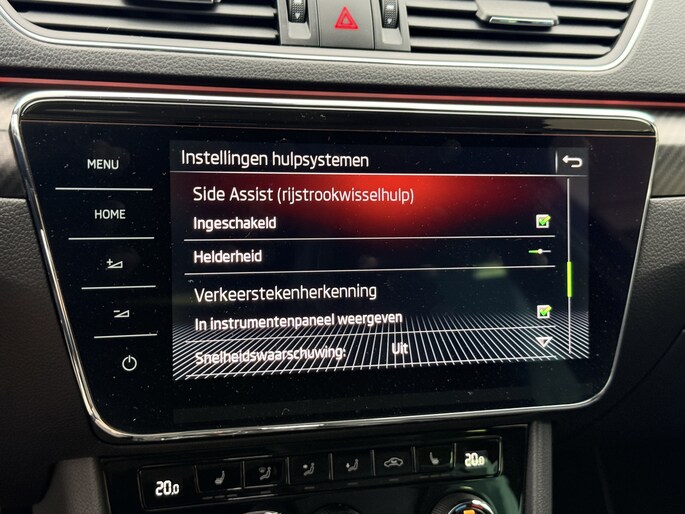 MENU
Instellingen hulpsystemen
Side Assist (rijstrookwisselhulp)
HOME
Ingeschakeld
Helderheid
Verkeerstekenherkenning
In instrumentenpaneel weergeven
Snelheidswaarschuwing: Uit
20.0
20.0